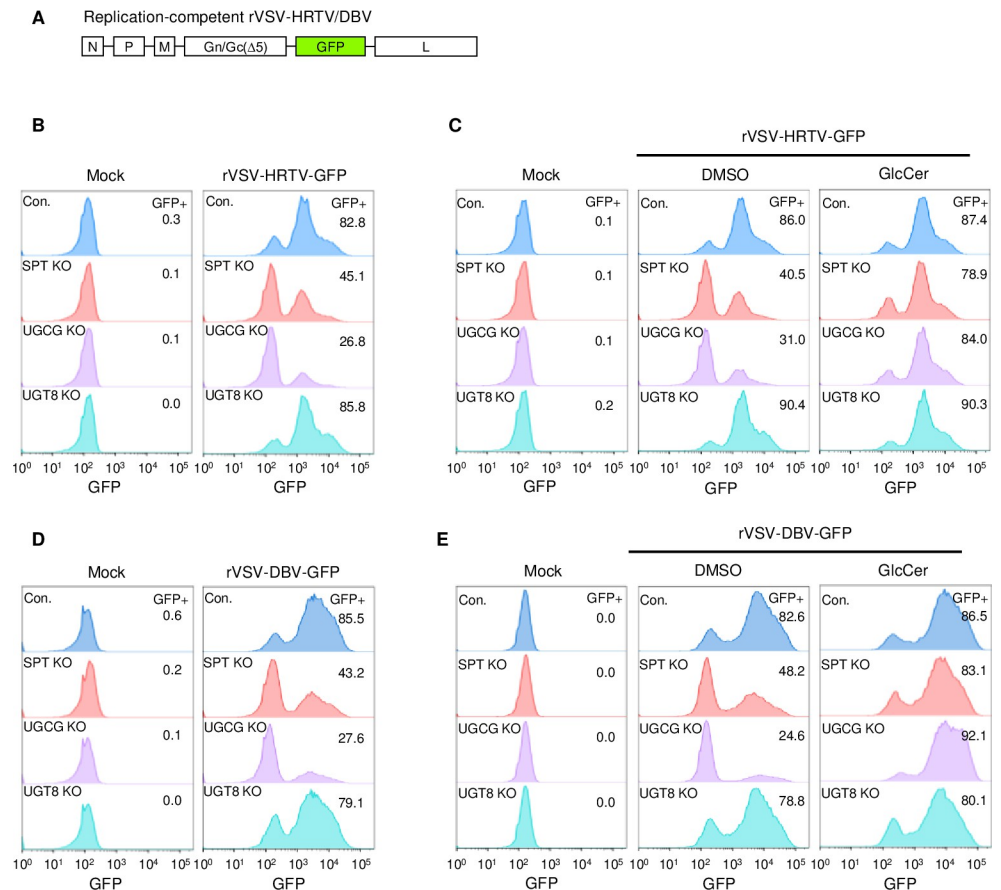 A Replication-competent rVSV-HRTV/DBV
N P M Gn/Gc(Δ5) GFP L
B
Mock rVSV-HRTV-GFP
Con. GFP+ 0.3
SPT KO 0.1
UGCG KO 0.1
UGT8 KO 0.0
10⁰ 10¹ 10² 10³ 10⁴ 10⁵
GFP
Con. GFP+ 82.8
SPT KO 45.1
UGCG KO 26.8
UGT8 KO 85.8
10⁰ 10¹ 10² 10³ 10⁴ 10⁵
GFP
C
rVSV-HRTV-GFP
Mock DMSO GlcCer
Con. GFP+ 0.1
SPT KO 0.1
UGCG KO 0.1
UGT8 KO 0.2
10⁰ 10¹ 10² 10³ 10⁴ 10⁵
GFP
Con. GFP+ 86.0
SPT KO 40.5
UGCG KO 31.0
UGT8 KO 90.4
10⁰ 10¹ 10² 10³ 10⁴ 10⁵
GFP
Con. GFP+ 87.4
SPT KO 78.9
UGCG KO 84.0
UGT8 KO 90.3
10⁰ 10¹ 10² 10³ 10⁴ 10⁵
GFP
D
Mock rVSV-DBV-GFP
Con. GFP+ 0.6
SPT KO 0.2
UGCG KO 0.1
UGT8 KO 0.0
10⁰ 10¹ 10² 10³ 10⁴ 10⁵
GFP
Con. GFP+ 85.5
SPT KO 43.2
UGCG KO 27.6
UGT8 KO 79.1
10⁰ 10¹ 10² 10³ 10⁴ 10⁵
GFP
E
rVSV-DBV-GFP
Mock DMSO GlcCer
Con. GFP+ 0.0
SPT KO 0.0
UGCG KO 0.0
UGT8 KO 0.0
10⁰ 10¹ 10² 10³ 10⁴ 10⁵
GFP
Con. GFP+ 82.6
SPT KO 48.2
UGCG KO 24.6
UGT8 KO 78.8
10⁰ 10¹ 10² 10³ 10⁴ 10⁵
GFP
Con. GFP+ 86.5
SPT KO 83.1
UGCG KO 92.1
UGT8 KO 80.1
10⁰ 10¹ 10² 10³ 10⁴ 10⁵
GFP